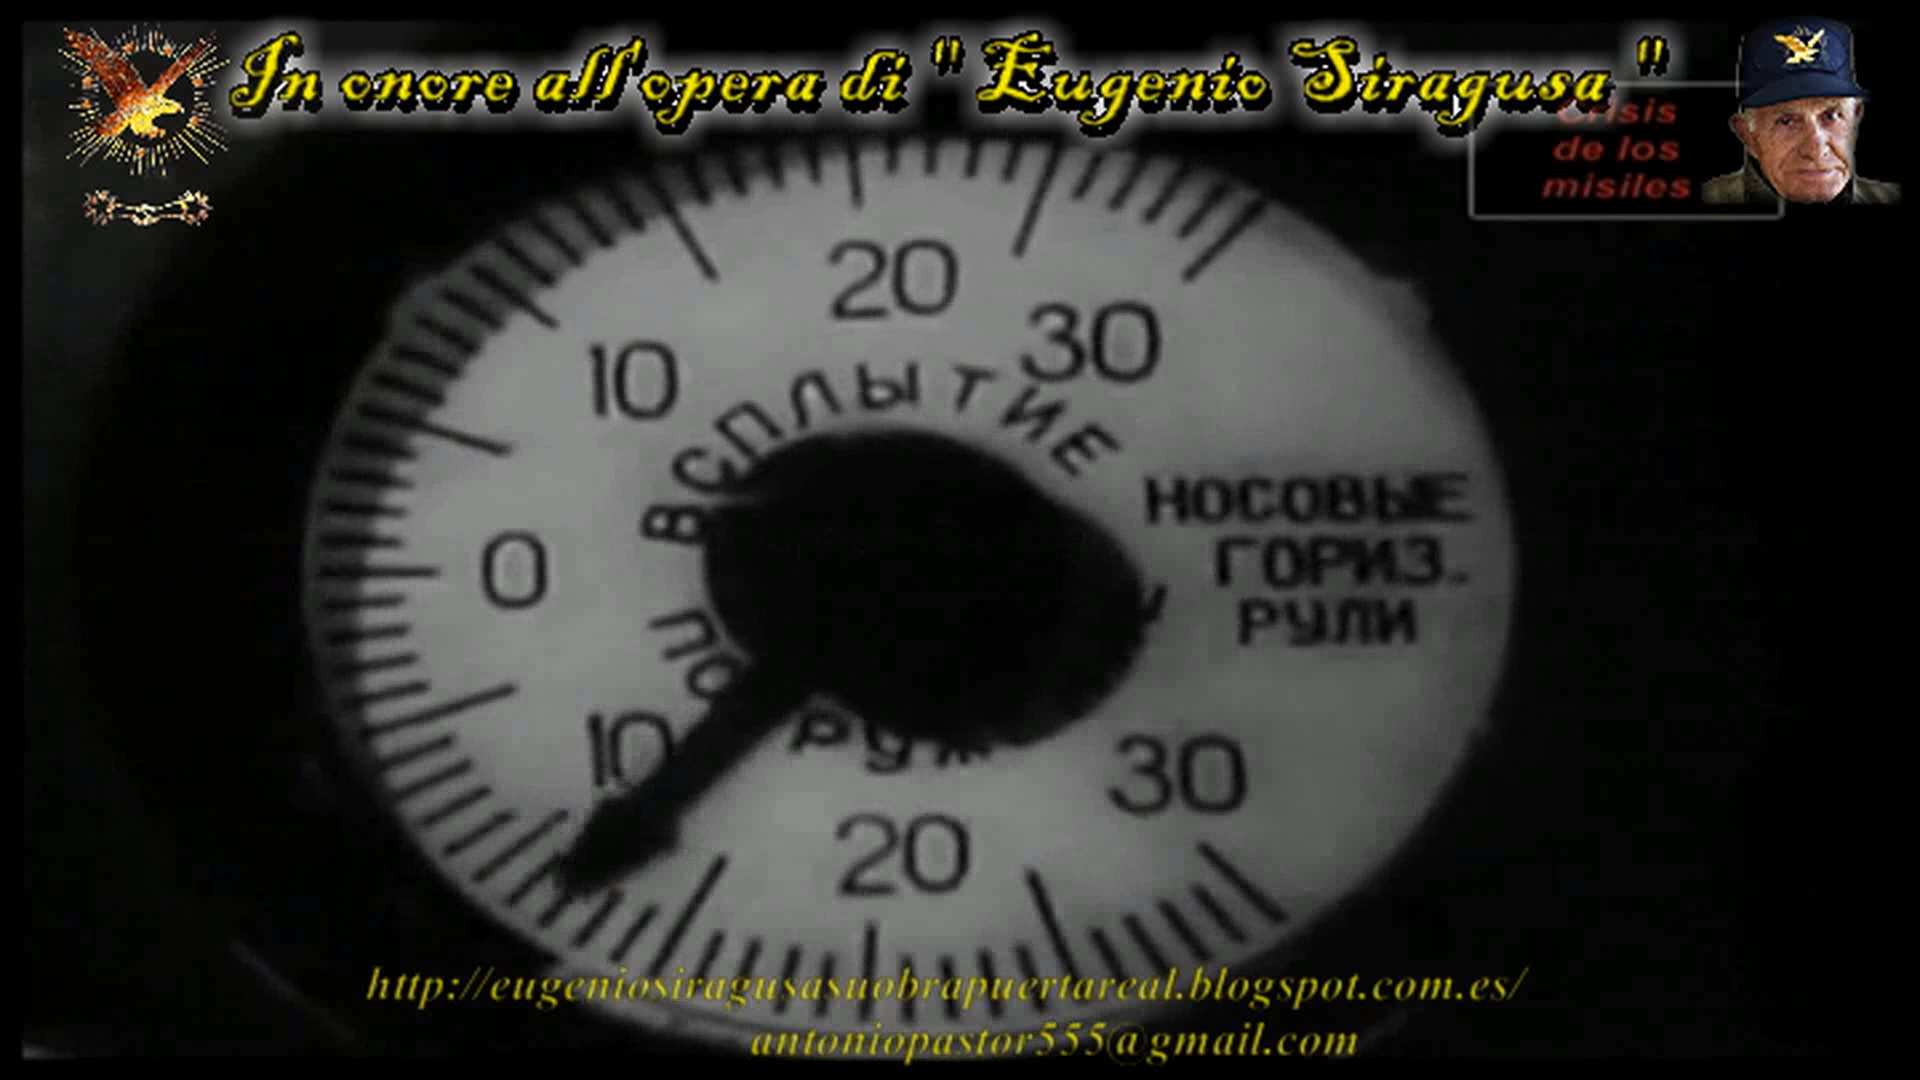 In onore all'opera di " Eugenio Siragusa "
Crisis
de los
misiles
20
30
10
ВСПЛЫТИЕ
НОСОВЫЕ
ГОРИЗ.
РУЛИ
0
10
30
20
http://eugeniosiragusasuobrapuertareal.blogspot.com.es/
antoniopastor555@gmail.com